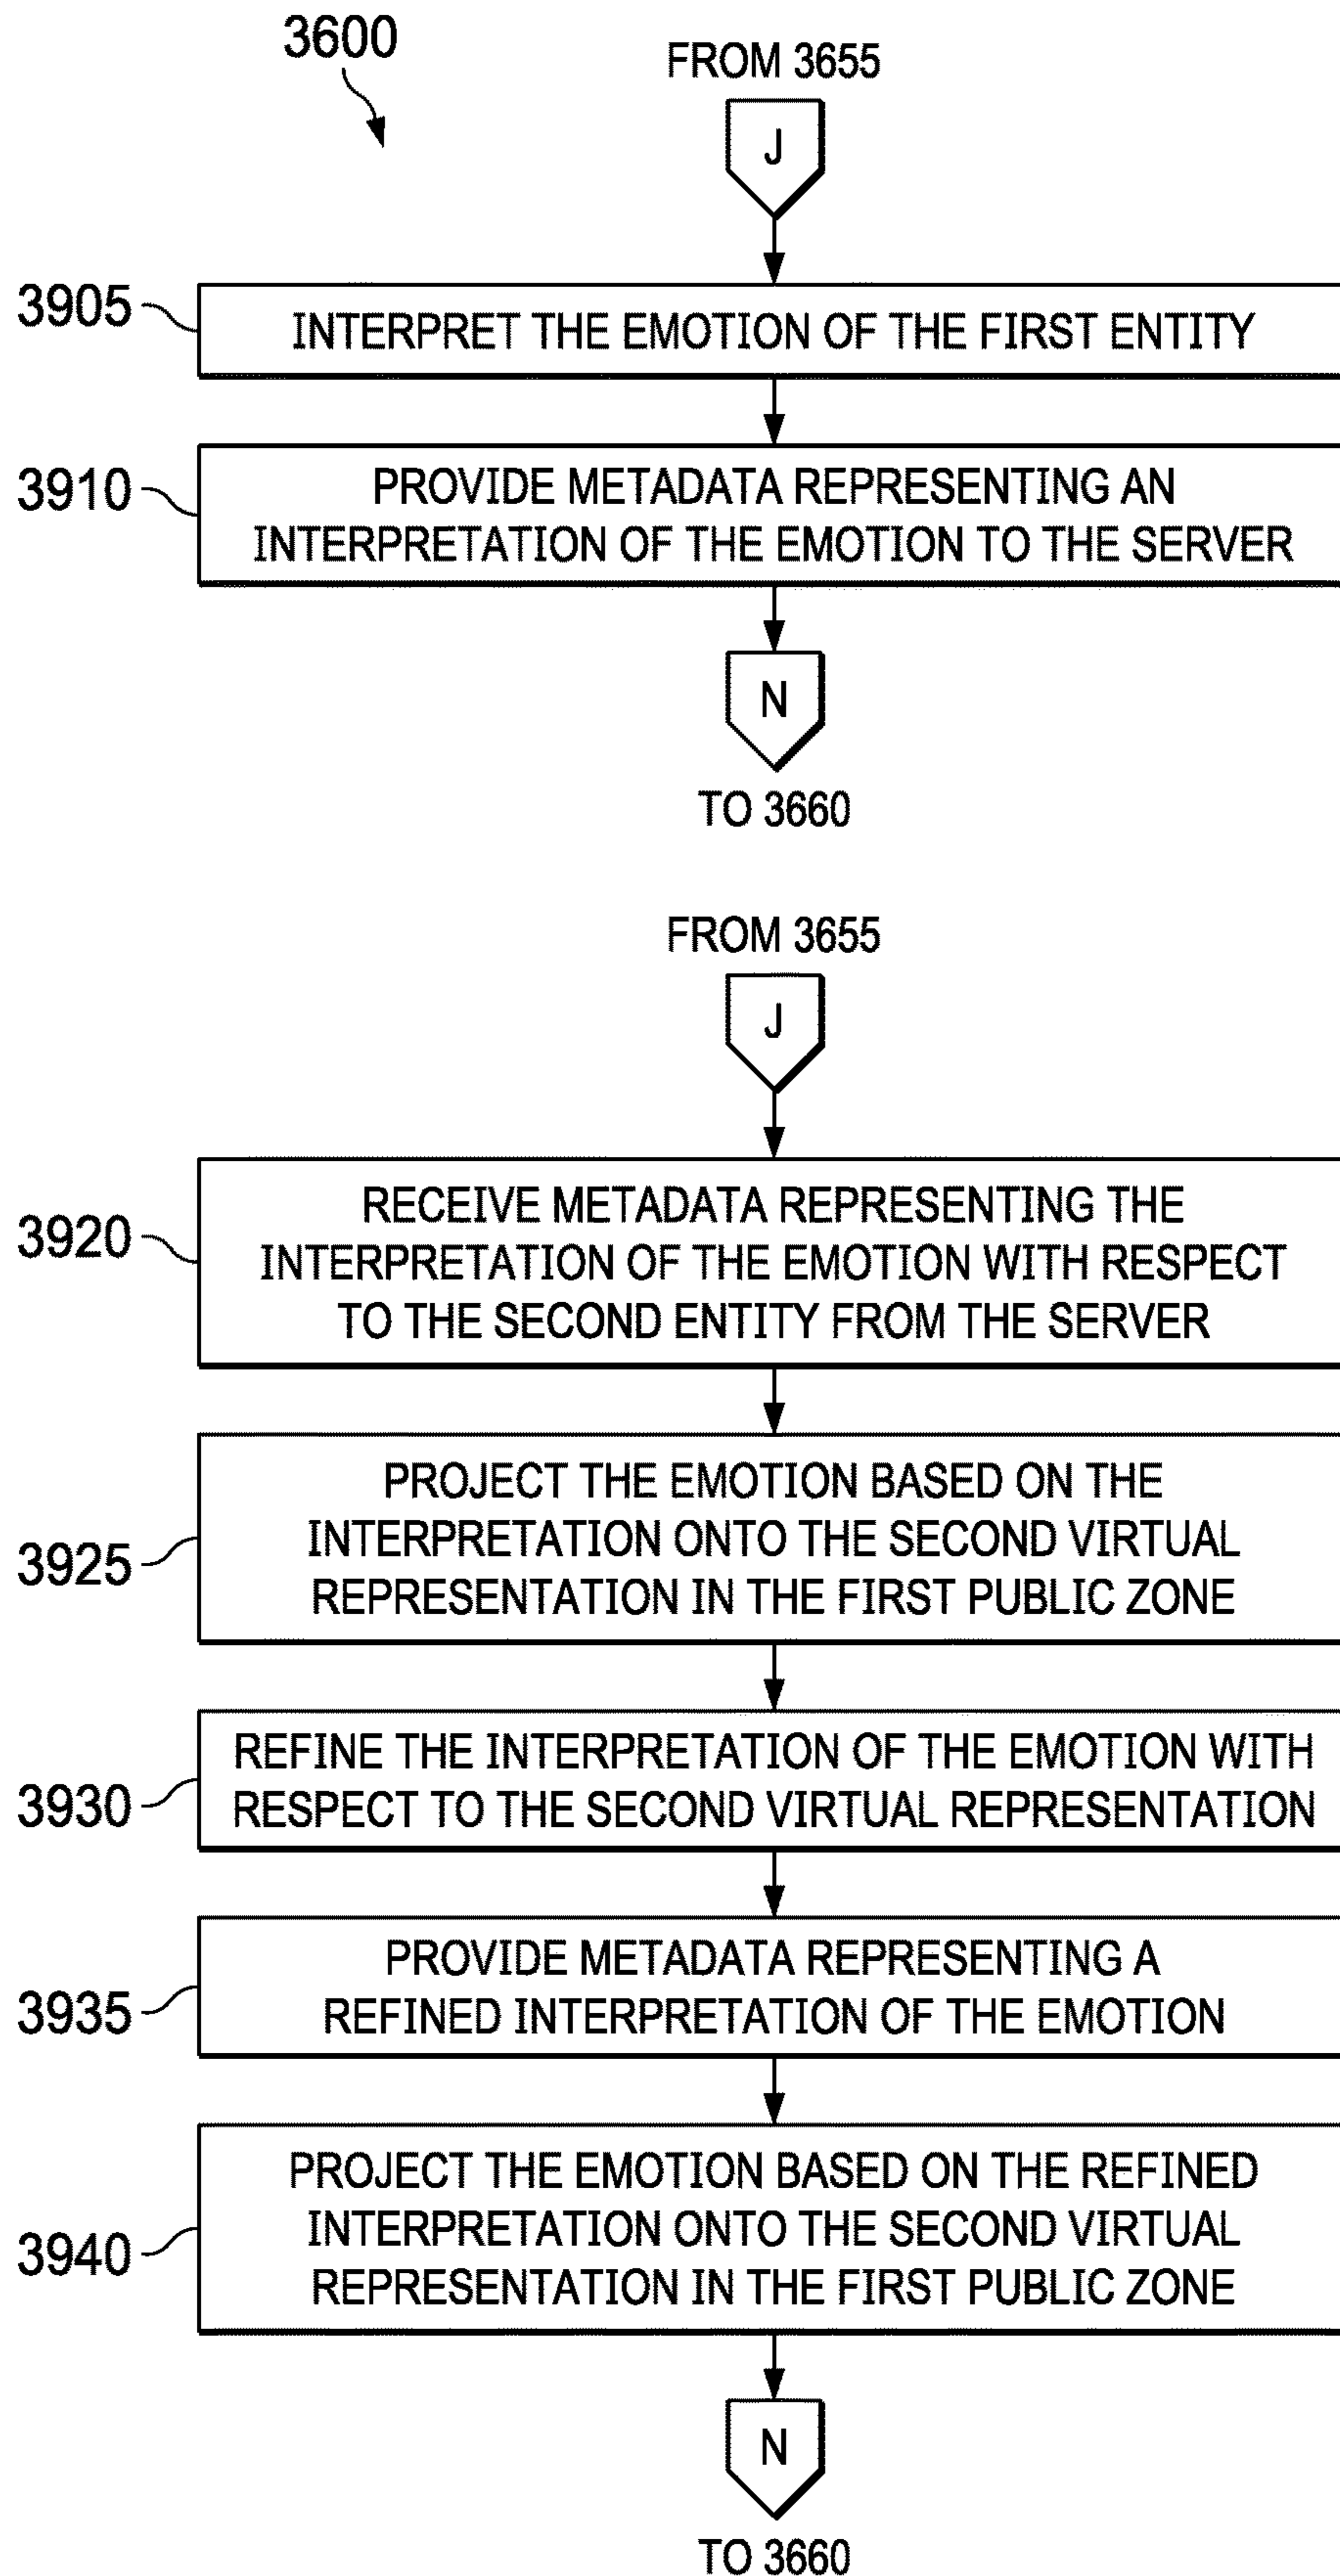 3600
FROM 3655
J
3905
INTERPRET THE EMOTION OF THE FIRST ENTITY
3910
PROVIDE METADATA REPRESENTING AN
INTERPRETATION OF THE EMOTION TO THE SERVER
N
TO 3660
FROM 3655
J
3920
RECEIVE METADATA REPRESENTING THE
INTERPRETATION OF THE EMOTION WITH RESPECT
TO THE SECOND ENTITY FROM THE SERVER
3925
PROJECT THE EMOTION BASED ON THE
INTERPRETATION ONTO THE SECOND VIRTUAL
REPRESENTATION IN THE FIRST PUBLIC ZONE
3930
REFINE THE INTERPRETATION OF THE EMOTION WITH
RESPECT TO THE SECOND VIRTUAL REPRESENTATION
3935
PROVIDE METADATA REPRESENTING A
REFINED INTERPRETATION OF THE EMOTION
3940
PROJECT THE EMOTION BASED ON THE REFINED
INTERPRETATION ONTO THE SECOND VIRTUAL
REPRESENTATION IN THE FIRST PUBLIC ZONE
N
TO 3660